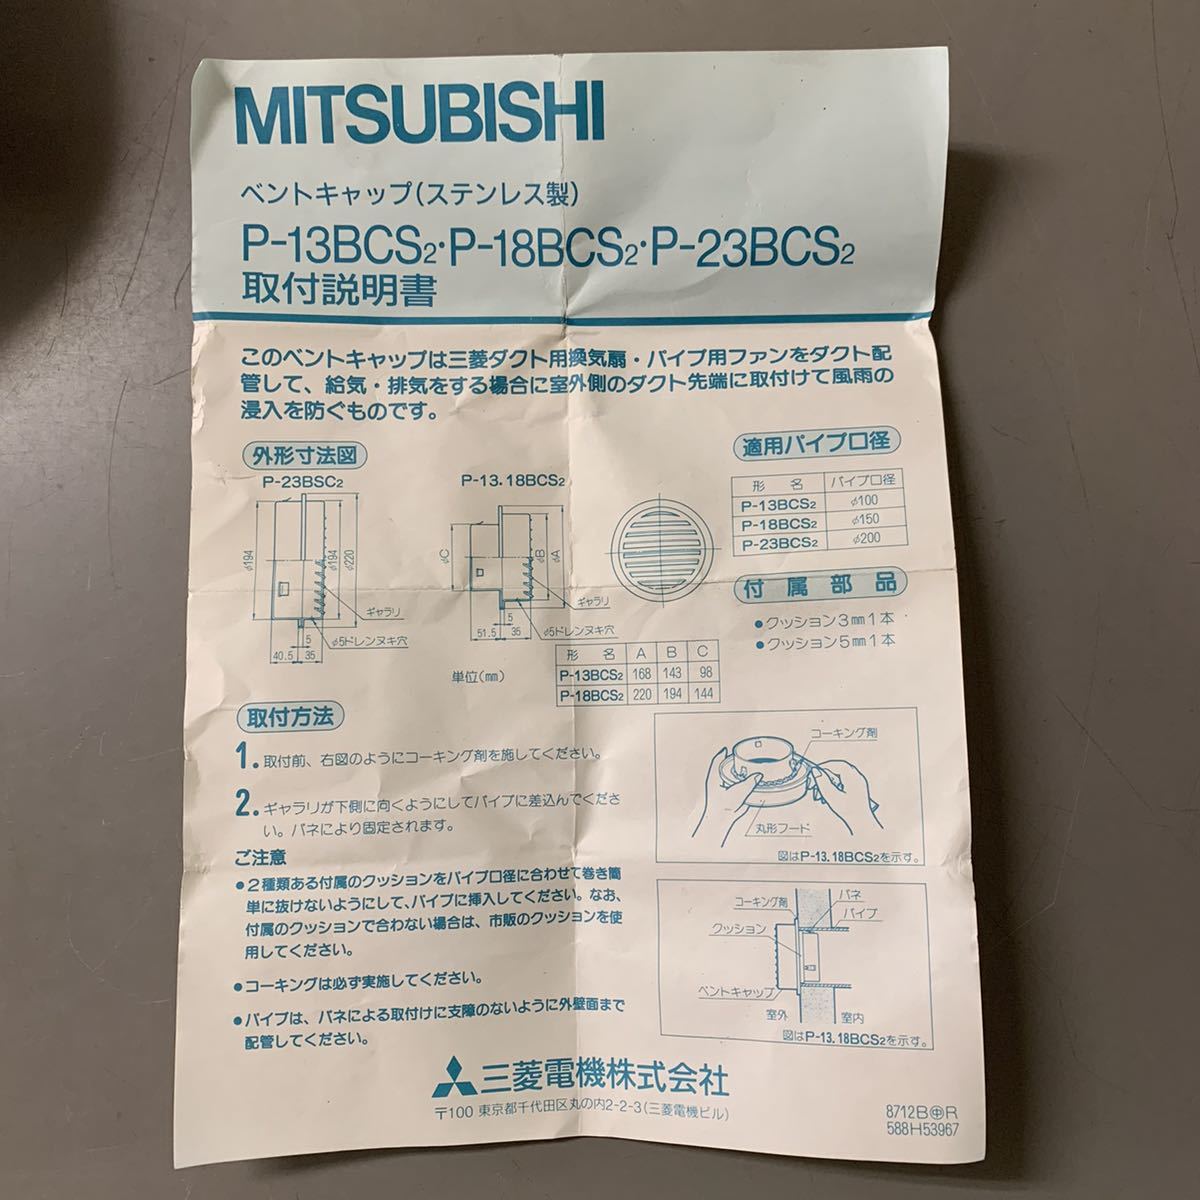 MITSUBISHI
ベントキャップ(ステンレス製)
P-13BCS2・P-18BCS2・P-23BCS2
取付説明書
このベントキャップは三菱ダクト用換気扇・パイプ用ファンをダクト配
管して、給気・排気をする場合に室外側のダクト先端に取付けて風雨の
浸入を防ぐものです。
外形寸法図
P-23BSC2
φ194
φ194
φ220
ギャラリ
5
φ5ドレンヌキ穴
40.5
35
P-13.18BCS2
φC
φB
φA
ギャラリ
5
51.5
35
φ5ドレンヌキ穴
単位(mm)
形 名 A B C
P-13BCS2 168 143 98
P-18BCS2 220 194 144
適用パイプ口径
形 名 パイプ口径
P-13BCS2 φ100
P-18BCS2 φ150
P-23BCS2 φ200
付属部品
●クッション3mm1本
●クッション5mm1本
取付方法
1.取付前、右図のようにコーキング剤を施してください。
2.ギャラリが下側に向くようにしてパイプに差込んでくださ
い。バネにより固定されます。
ご注意
●2種類ある付属のクッションをパイプ口径に合わせて巻き簡
単に抜けないようにして、パイプに挿入してください。なお、
付属のクッションで合わない場合は、市販のクッションを使
用してください。
●コーキングは必ず実施してください。
●パイプは、バネによる取付けに支障のないように外壁面まで
配管してください。
コーキング剤
丸形フード
図はP-13.18BCS2を示す。
コーキング剤
バネ
パイプ
クッション
ベントキャップ
室外
室内
図はP-13.18BCS2を示す。
三菱電機株式会社
〒100 東京都千代田区丸の内2-2-3(三菱電機ビル)
8712B㊥R
588H53967